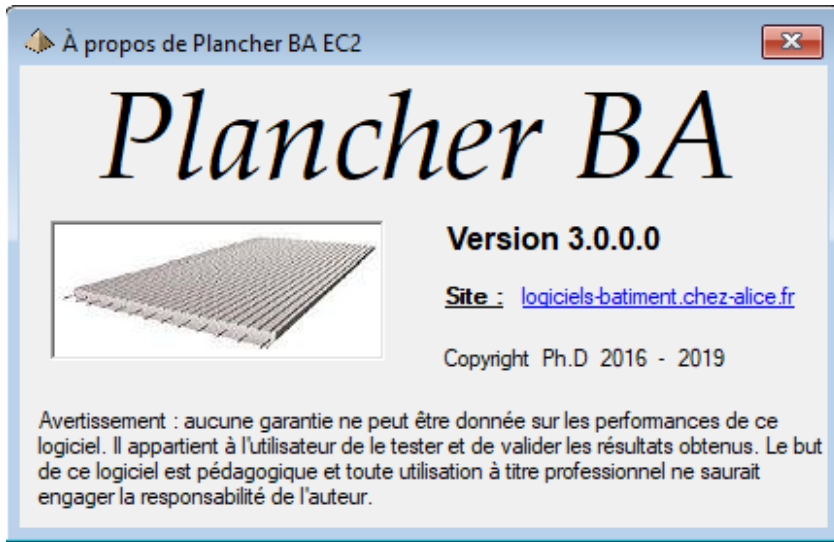 À propos de Plancher BA EC2
Plancher BA
Version 3.0.0.0
Site : logiciels-batiment.chez-alice.fr
Copyright Ph.D 2016 - 2019
Avertissement : aucune garantie ne peut être donnée sur les performances de ce
logiciel. Il appartient à l'utilisateur de le tester et de valider les résultats obtenus. Le but
de ce logiciel est pédagogique et toute utilisation à titre professionnel ne saurait
engager la responsabilité de l'auteur.